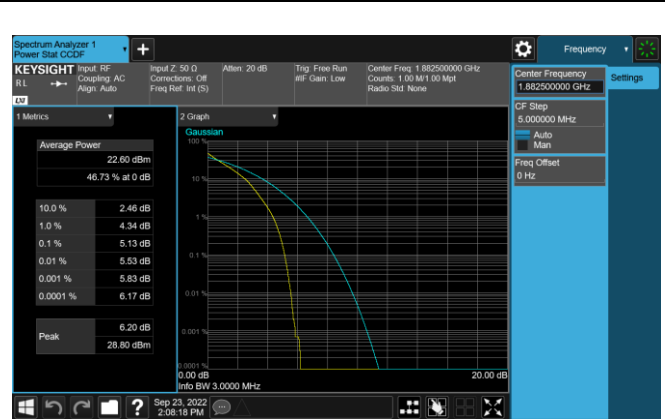 Spectrum Analyzer 1
Power Stat CCDF
Frequency
KEYSIGHT
R L
Input: RF
Coupling: AC
Align: Auto
Input Z: 50 Ω
Corrections: Off
Freq Ref: Int (S)
Atten: 20 dB
Trig: Free Run
#IF Gain: Low
Center Freq: 1.882500000 GHz
Counts: 1.00 M/1.00 Mpt
Radio Std: None
LXI
1 Metrics
Average Power
22.60 dBm
46.73 % at 0 dB
10.0 % 2.46 dB
1.0 % 4.34 dB
0.1 % 5.13 dB
0.01 % 5.53 dB
0.001 % 5.83 dB
0.0001 % 6.17 dB
Peak
6.20 dB
28.80 dBm
2 Graph
Gaussian
100 %
10 %
1 %
0.1 %
0.01 %
0.001 %
0.0001 %
0.00 dB
20.00 dB
Info BW 3.0000 MHz
Center Frequency
1.882500000 GHz
CF Step
5.000000 MHz
Auto
Man
Freq Offset
0 Hz
Settings
?
Sep 23, 2022
2:08:18 PM